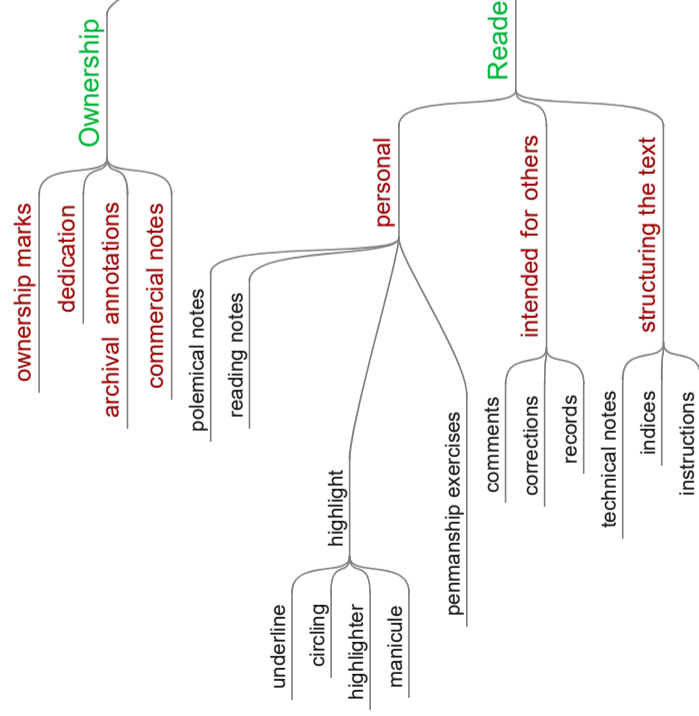 Ownership
ownership marks
dedication
archival annotations
commercial notes
Reade
personal
polemical notes
reading notes
highlight
underline
circling
highlighter
manicule
penmanship exercises
intended for others
comments
corrections
records
structuring the text
technical notes
indices
instructions